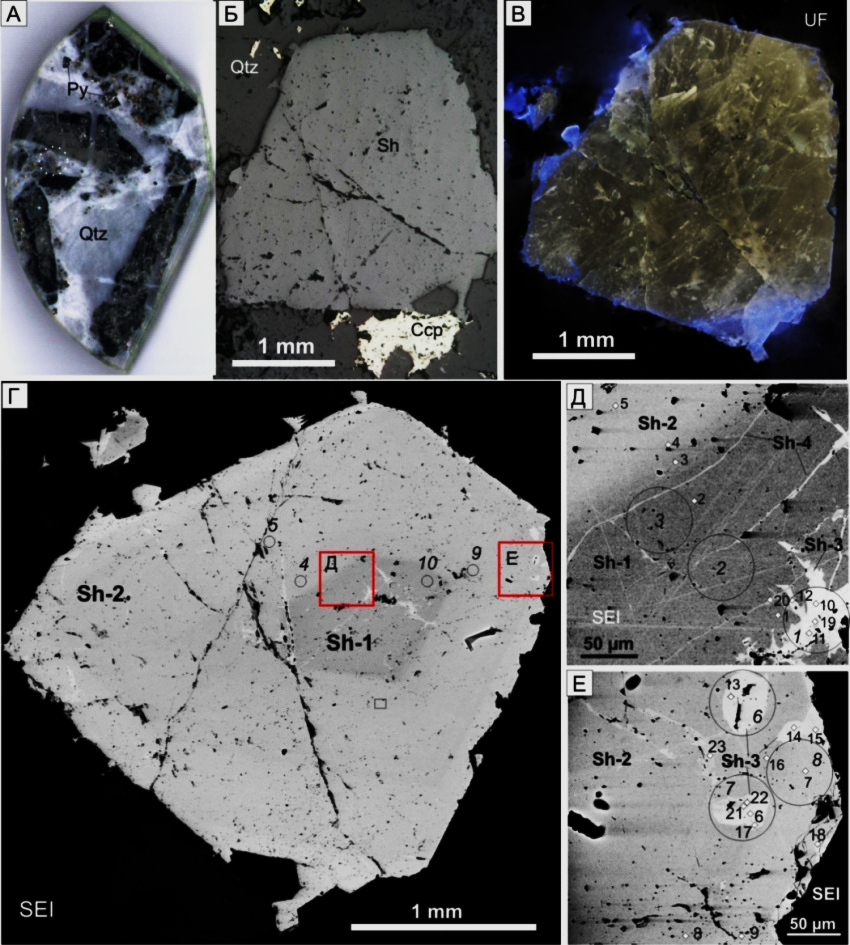 А
Py
Qtz
Б
Qtz
Sh
Ccp
1 mm
В
UF
1 mm
Г
Sh-2
5
4
Д
10
9
Е
Sh-1
SEI
1 mm
Д
5
Sh-2
4
3
Sh-4
2
3
Sh-1
2
Sh-3
SEI
20
12
10
19
1
11
50 µm
Е
13
6
14
15
Sh-2
23
Sh-3
16
8
7
7
22
21
6
17
18
SEI
8
9
50 µm